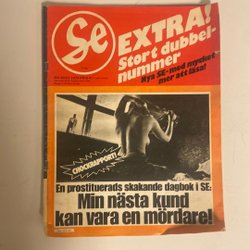 Se
EXTRA!
Stort dubbel-
nummer
Nya SE-med mycket
mer att läsa!
CHOCKRAPPORT!
En prostituerads skakande dagbok i SE:
Min nästa kund
kan vara en mördare!